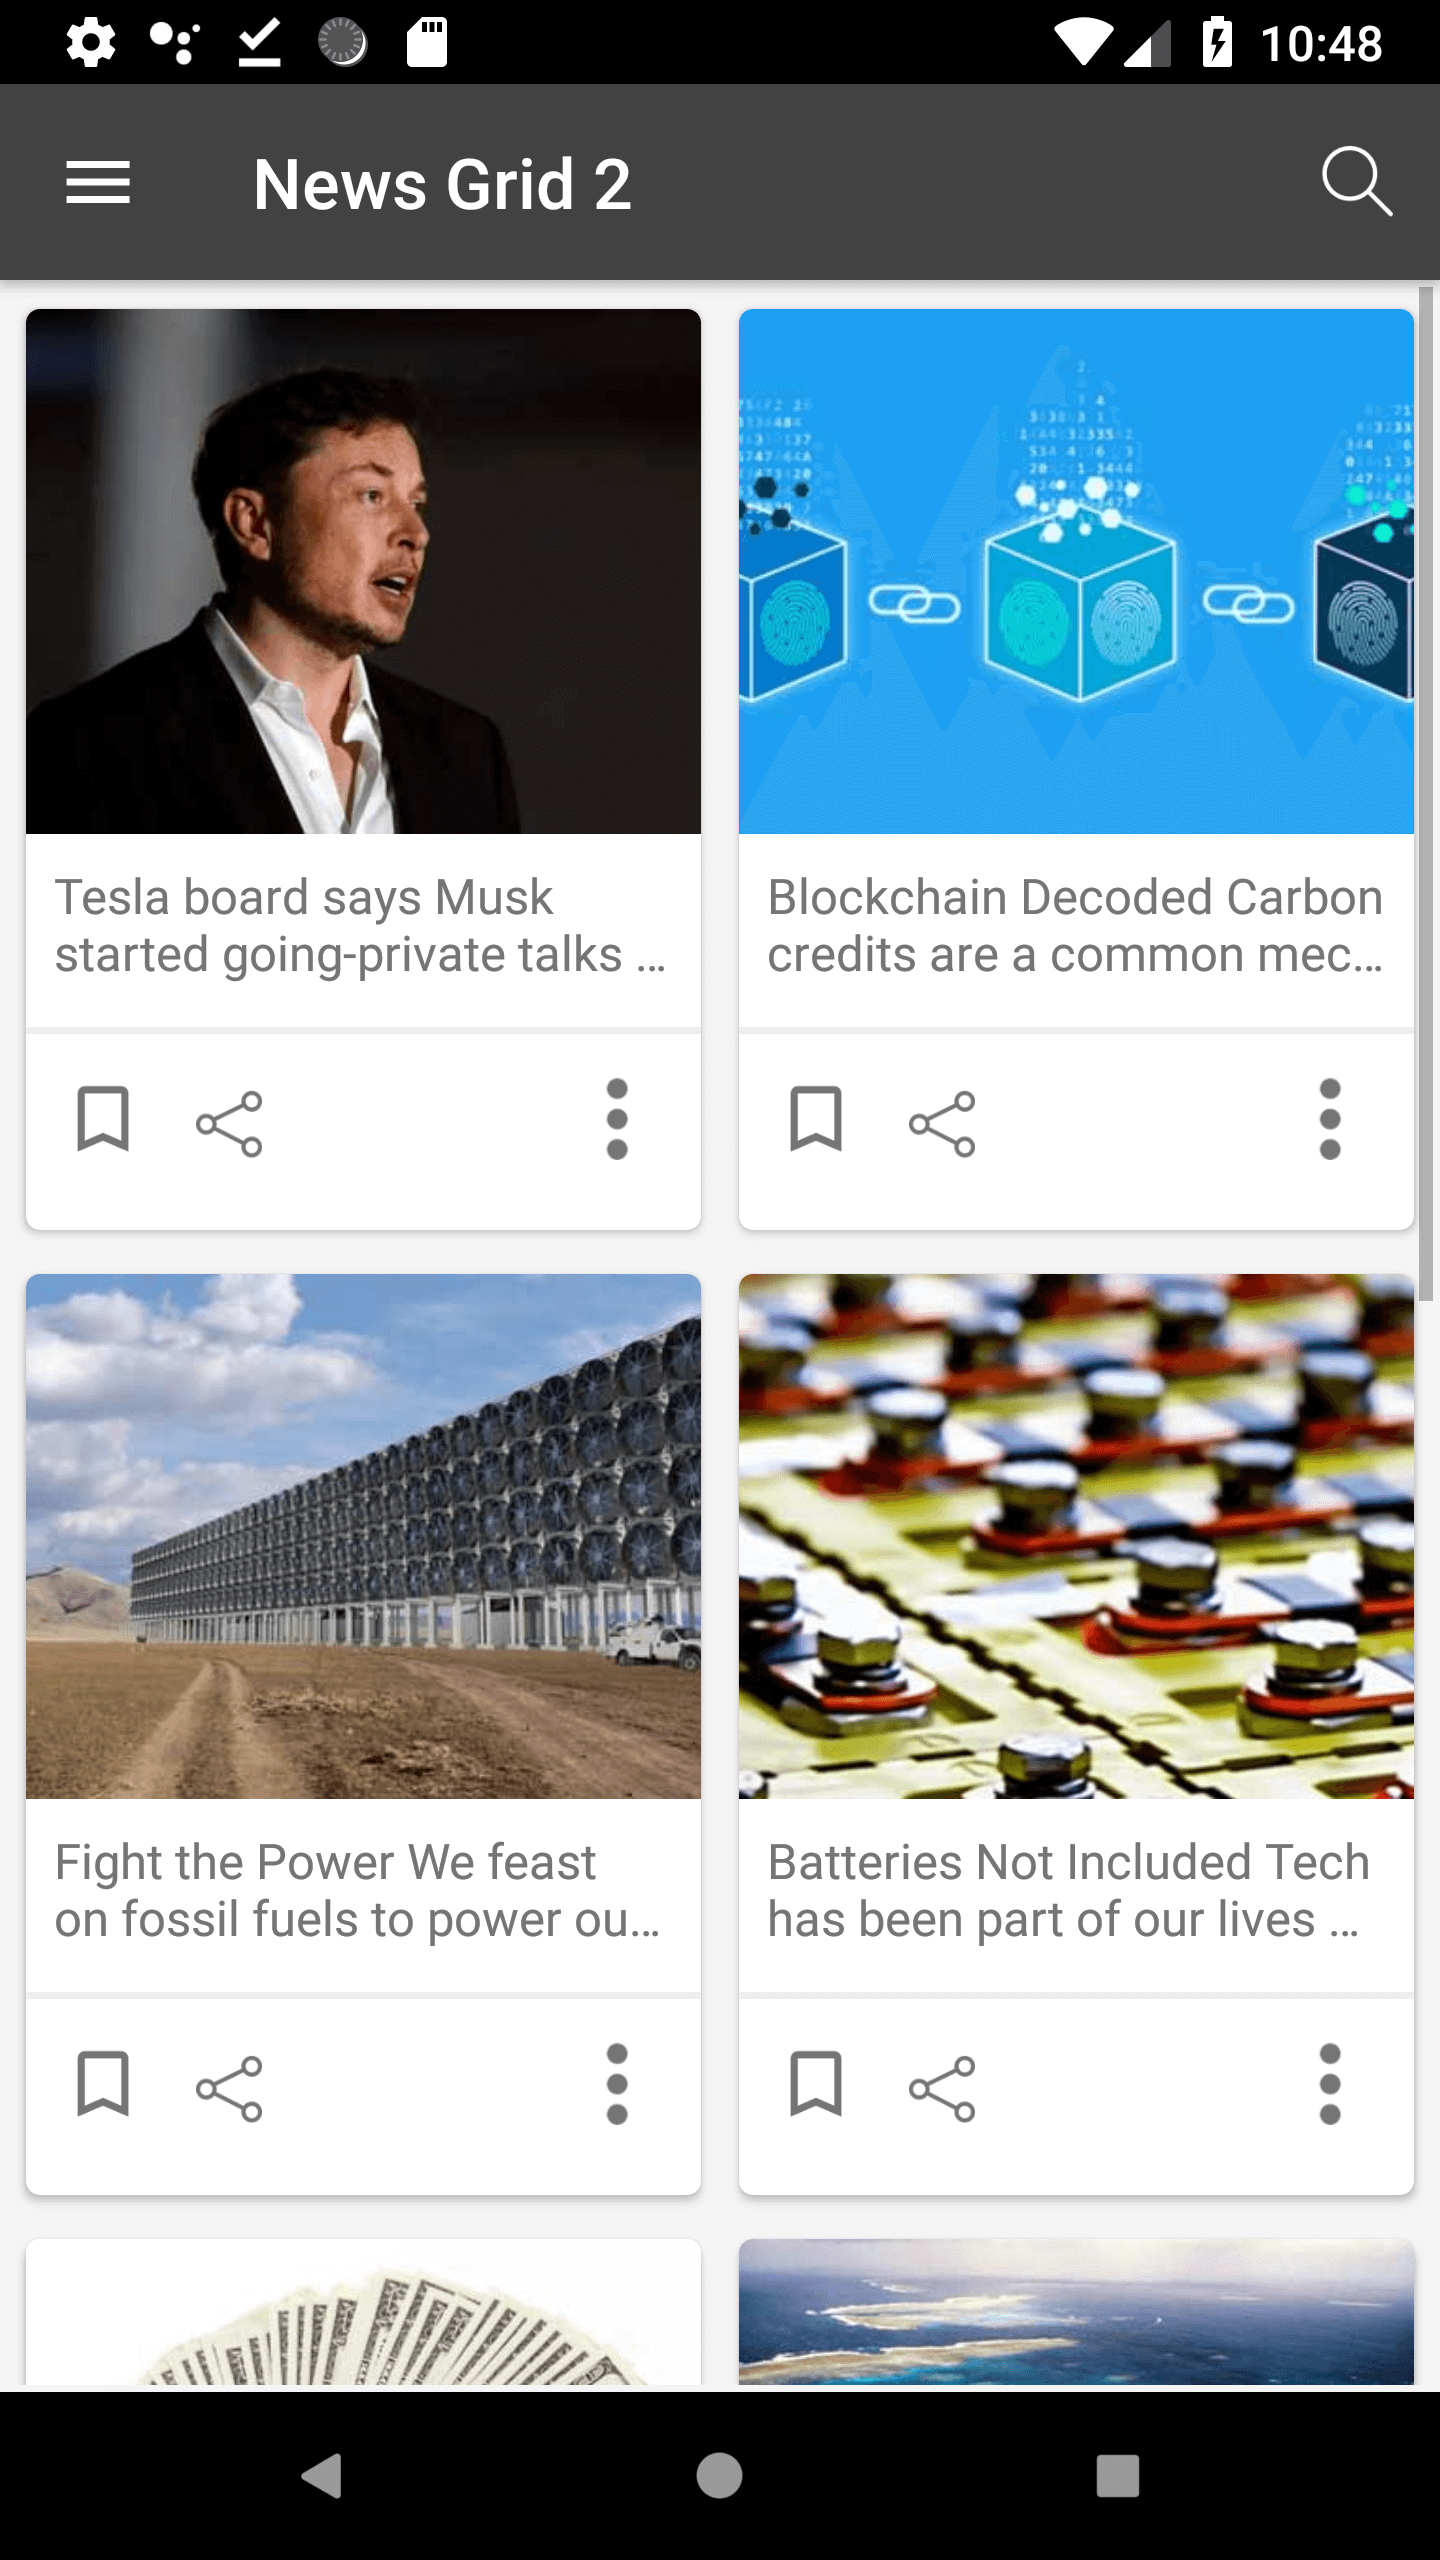 10:48
News Grid 2
Tesla board says Musk
started going-private talks ...
Blockchain Decoded Carbon
credits are a common mec...
Fight the Power We feast
on fossil fuels to power ou...
Batteries Not Included Tech
has been part of our lives ...